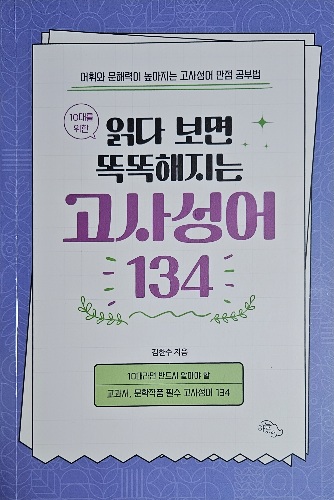 어휘와 문해력이 높아지는 고사성어 만점 공부법
10대를
위한
읽다 보면
똑똑해지는
고사성어
134
김한수 지음
10대라면 반드시 알아야 할
교과서, 문학작품 필수 고사성어 134